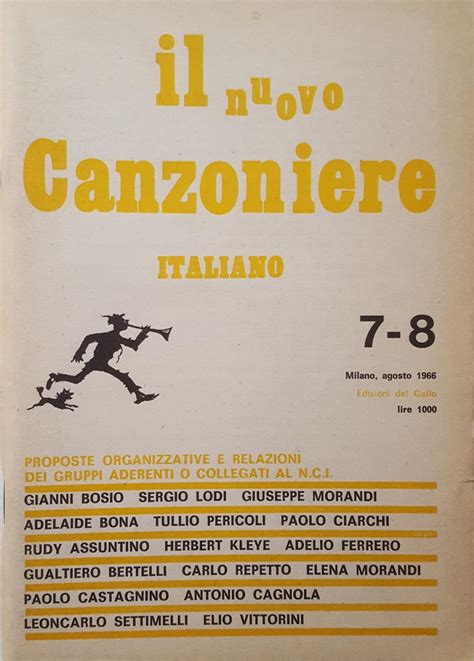 il nuovo
Canzoniere
ITALIANO
7-8
Milano, agosto 1966
Edizioni del Gallo
lire 1000
PROPOSTE ORGANIZZATIVE E RELAZIONI
DEI GRUPPI ADERENTI O COLLEGATI AL N.C.I.
GIANNI BOSIO SERGIO LODI GIUSEPPE MORANDI
ADELAIDE BONA TULLIO PERICOLI PAOLO CIARCHI
RUDY ASSUNTINO HERBERT KLEYE ADELIO FERRERO
GUALTIERO BERTELLI CARLO REPETTO ELENA MORANDI
PAOLO CASTAGNINO ANTONIO CAGNOLA
LEONCARLO SETTIMELLI ELIO VITTORINI